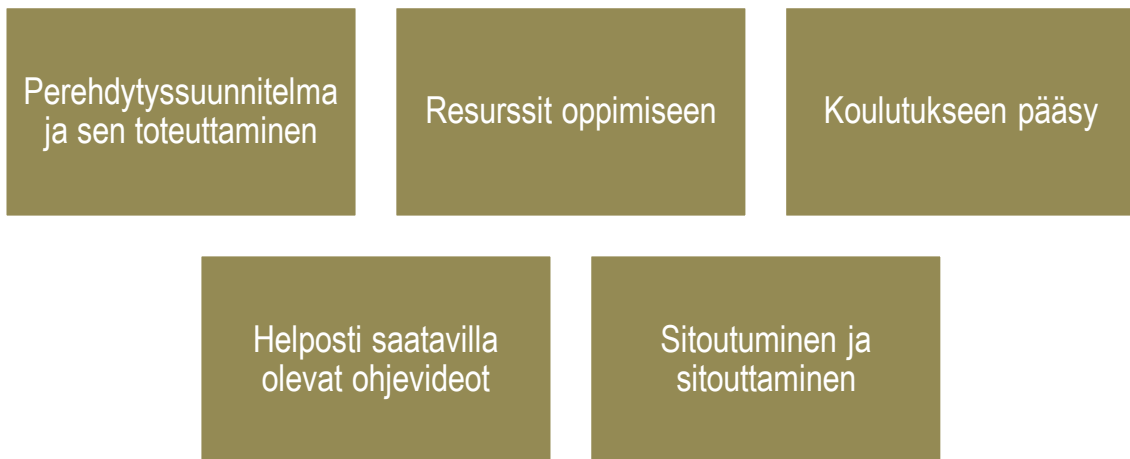 Perehdytyssuunnitelma
ja sen toteuttaminen
Resurssit oppimiseen
Koulutukseen pääsy
Helposti saatavilla
olevat ohjevideot
Sitoutuminen ja
sitouttaminen